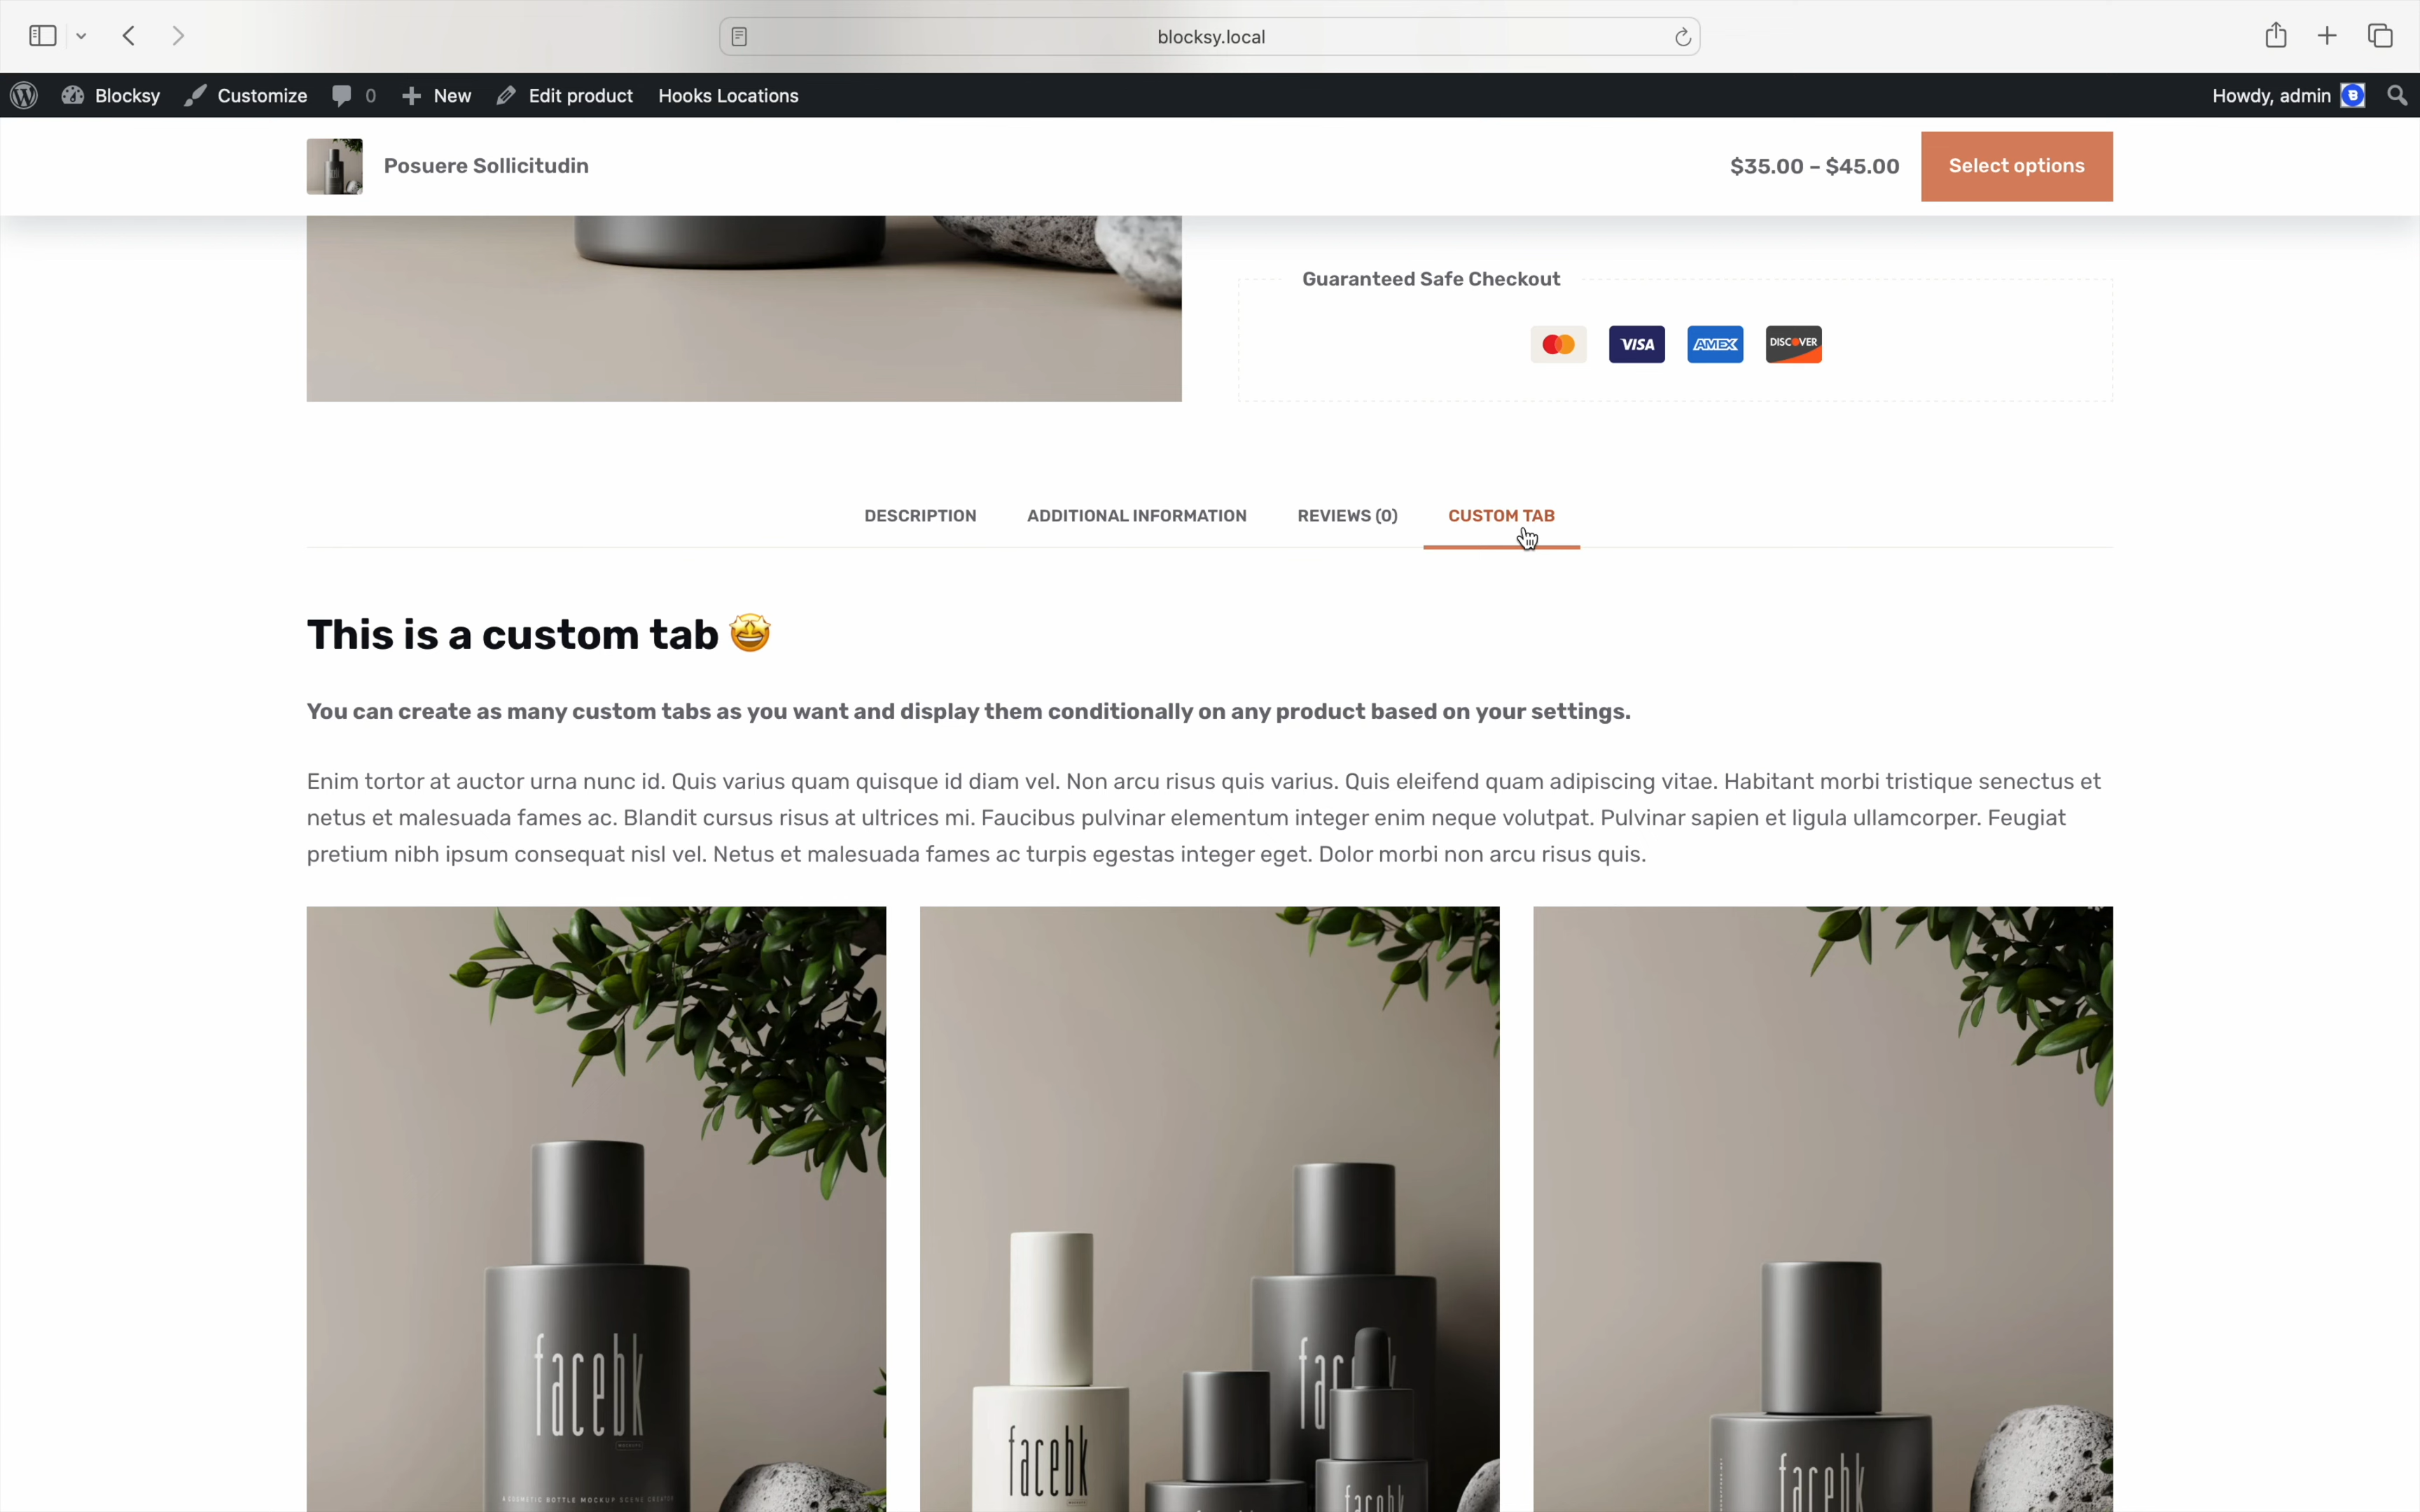 blocksy.local
Blocksy Customize 0 New Edit product Hooks Locations Howdy, admin
Posuere Sollicitudin $35.00 – $45.00 Select options
Guaranteed Safe Checkout
VISA AMEX DISCOVER
DESCRIPTION ADDITIONAL INFORMATION REVIEWS (0) CUSTOM TAB
This is a custom tab 🤩
You can create as many custom tabs as you want and display them conditionally on any product based on your settings.
Enim tortor at auctor urna nunc id. Quis varius quam quisque id diam vel. Non arcu risus quis varius. Quis eleifend quam adipiscing vitae. Habitant morbi tristique senectus et
netus et malesuada fames ac. Blandit cursus risus at ultrices mi. Faucibus pulvinar elementum integer enim neque volutpat. Pulvinar sapien et ligula ullamcorper. Feugiat
pretium nibh ipsum consequat nisl vel. Netus et malesuada fames ac turpis egestas integer eget. Dolor morbi non arcu risus quis.
facebk
A COSMETIC BOTTLE MOCKUP SCENE CREATOR
facebk
facebk
facebk